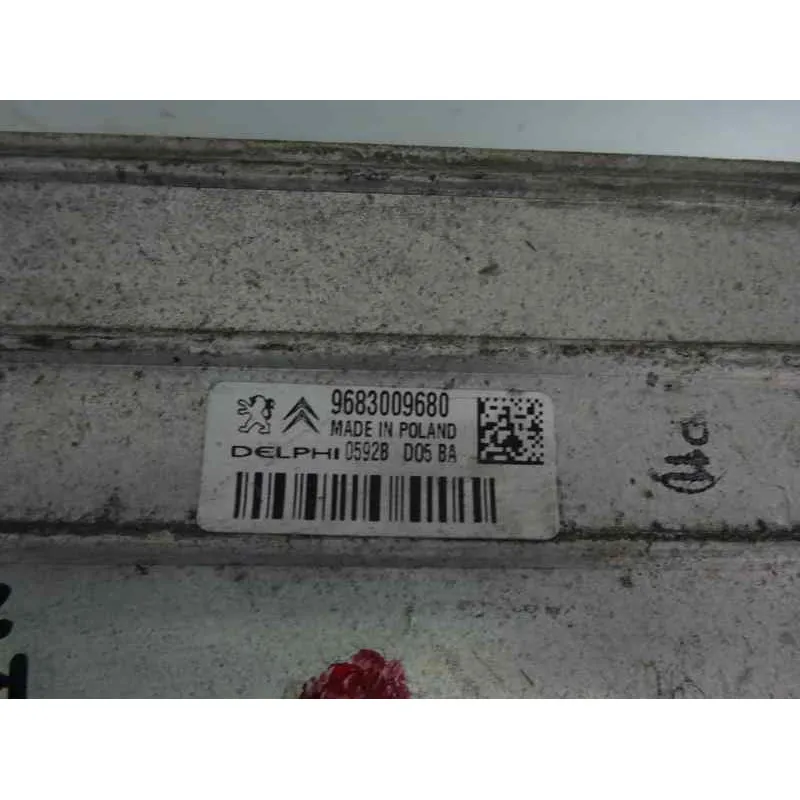 9683009680
MADE IN POLAND
DELPHI 0592B D05 BA